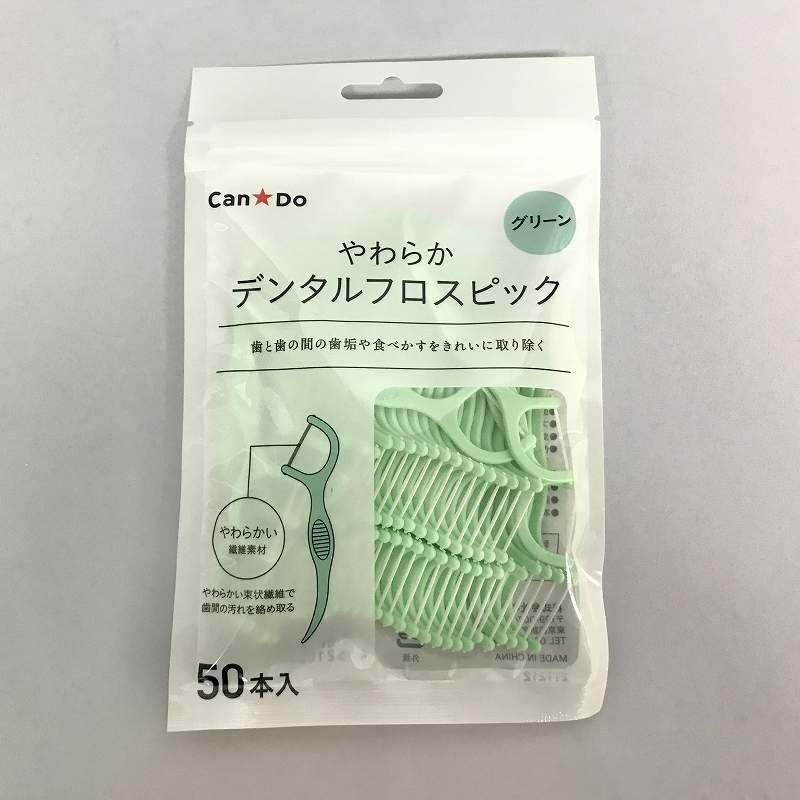 Can★Do
グリーン
やわらか
デンタルフロスピック
歯と歯の間の歯垢や食べかすをきれいに取り除く
やわらかい
繊維素材
やわらかい束状繊維で
歯間の汚れを絡め取る
50本入
外装
TEL
MADE IN CHINA